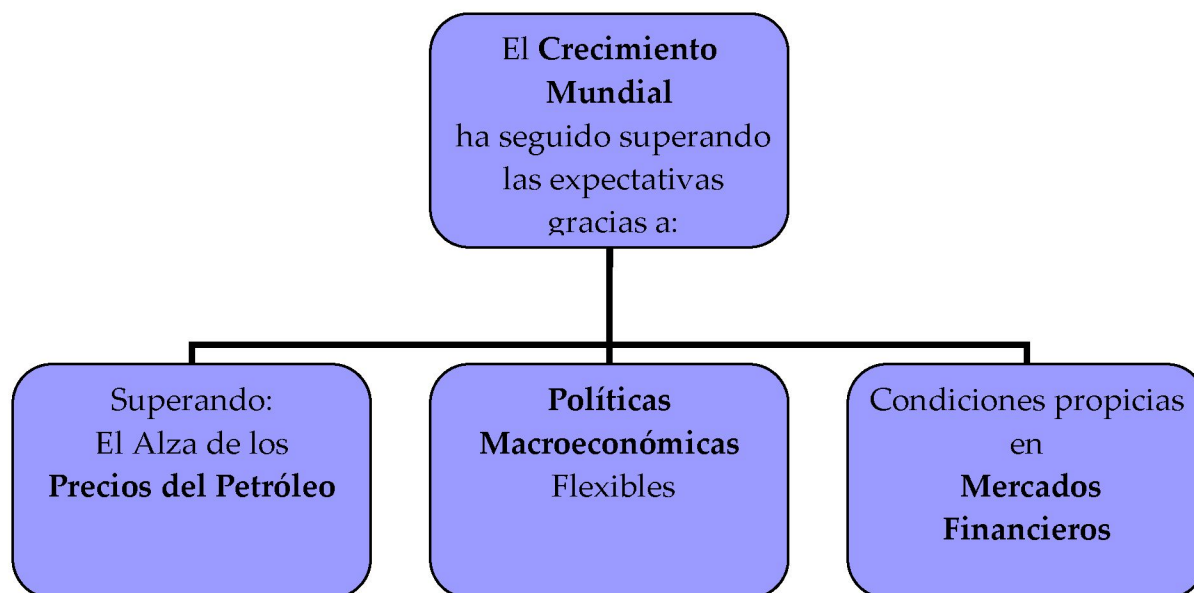 El Crecimiento
Mundial
ha seguido superando
las expectativas
gracias a:
Superando:
El Alza de los
Precios del Petróleo
Políticas
Macroeconómicas
Flexibles
Condiciones propicias
en
Mercados
Financieros